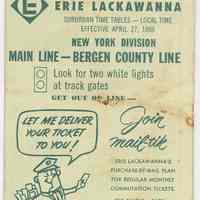 E
ERIE LACKAWANNA
SUBURBAN TIME TABLES — LOCAL TIME
EFFECTIVE APRIL 27, 1969
NEW YORK DIVISION
MAIN LINE — BERGEN COUNTY LINE
Look for two white lights
at track gates
GET OUT OF LINE—
LET ME DELIVER
YOUR TICKET
TO YOU!
Join
mail-tik
ERIE LACKAWANNA'S
PURCHASE-BY-MAIL PLAN
FOR REGULAR MONTHLY
COMMUTATION TICKETS.